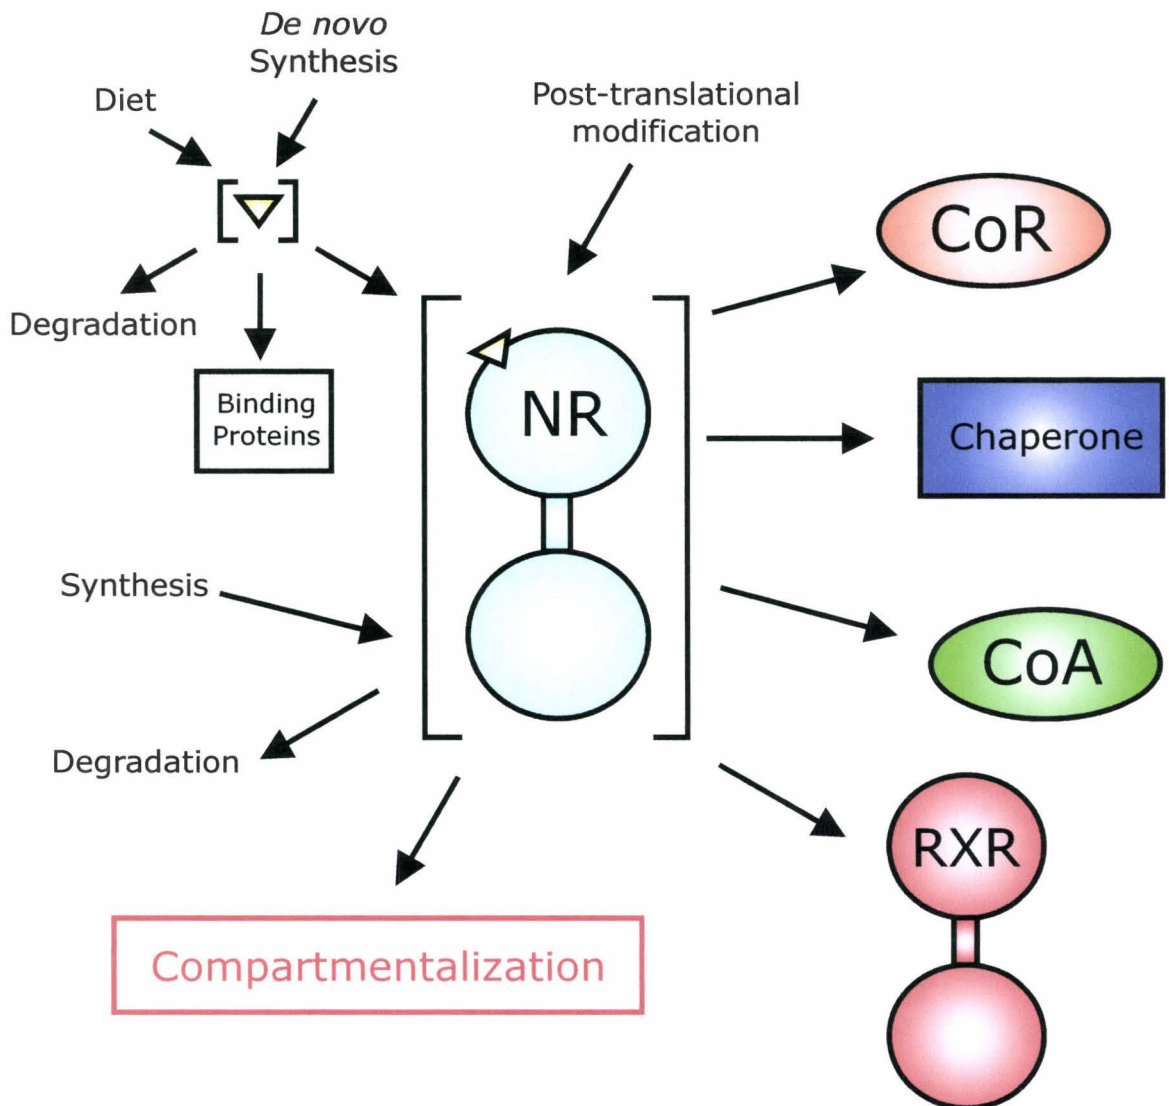 De novo
Synthesis
Diet
Post-translational
modification
CoR
Degradation
Binding
Proteins
NR
Chaperone
Synthesis
CoA
Degradation
RXR
Compartmentalization